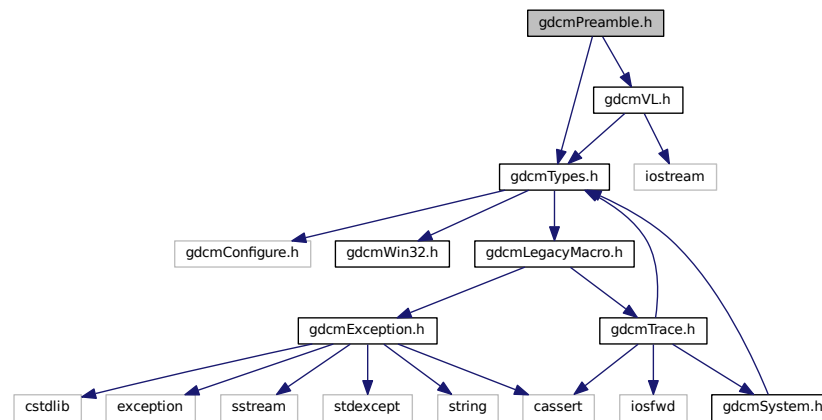 gdcmPreamble.h
gdcmVL.h
gdcmTypes.h
iostream
gdcmConfigure.h
gdcmWin32.h
gdcmLegacyMacro.h
gdcmException.h
gdcmTrace.h
cstdlib
exception
sstream
stdexcept
string
cassert
iosfwd
gdcmSystem.h